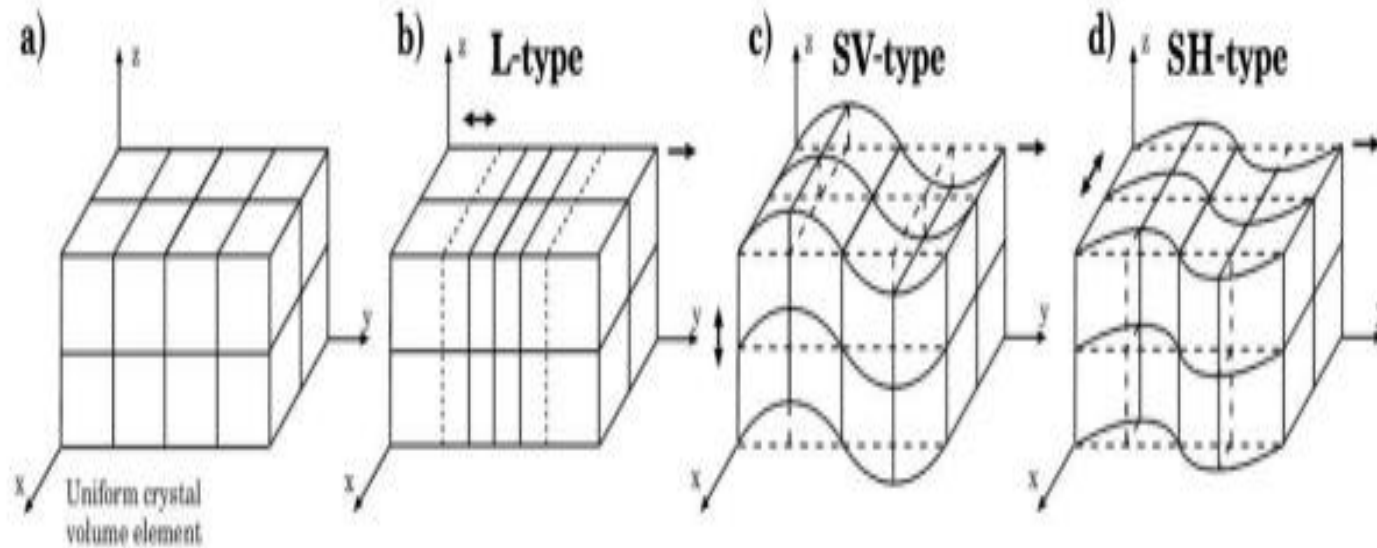 a)
z
y
x
Uniform crystal
volume element
b)
L-type
z
y
x
c)
SV-type
z
y
x
d)
SH-type
z
x